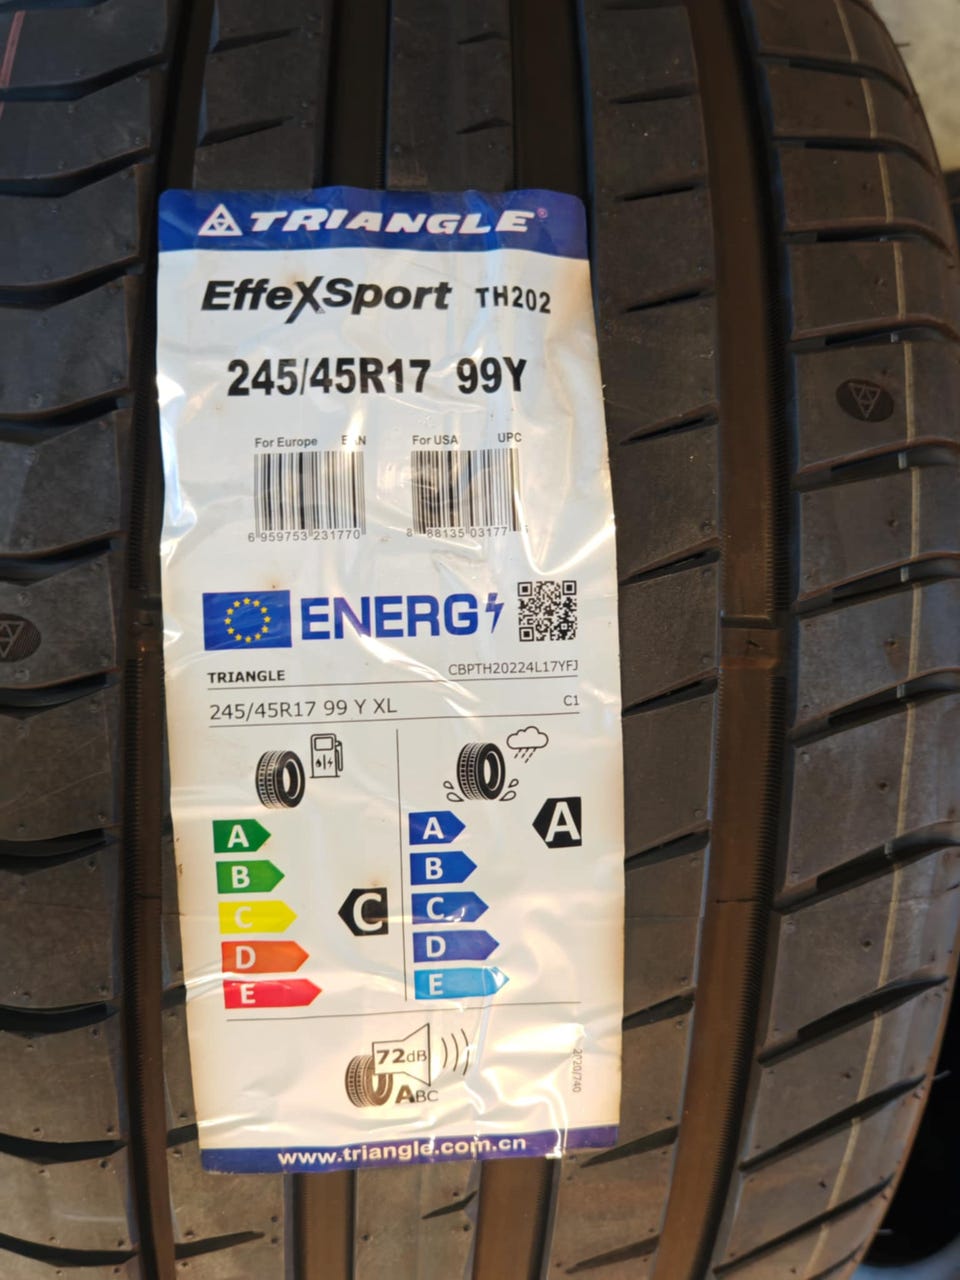 TRIANGLE®
EffeXSport TH202
245/45R17 99Y
For Europe EAN For USA UPC
6 959753 231770 8 88135 03177
ENERG
TRIANGLE CBPTH20224L17YFJ
245/45R17 99 Y XL C1
A A
A
B B
C C
C
D D
E E
72dB
ABC
2020/740
www.triangle.com.cn